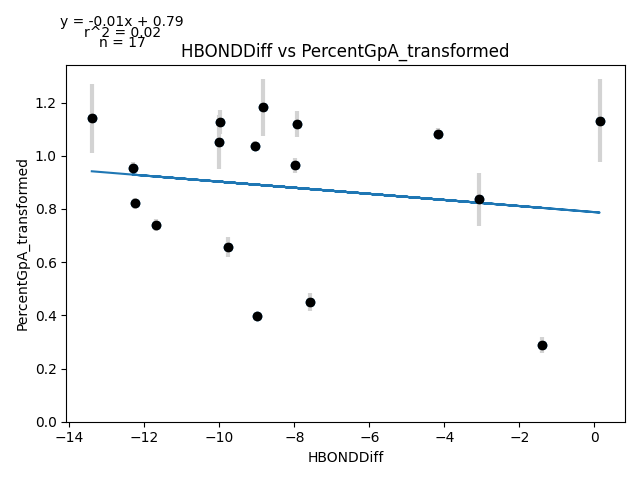 y = -0.01x + 0.79
r^2 = 0.02
n = 17
HBONDDiff vs PercentGpA_transformed
PercentGpA_transformed
1.2
1.0
0.8
0.6
0.4
0.2
0.0
−14 −12 −10 −8 −6 −4 −2 0
HBONDDiff